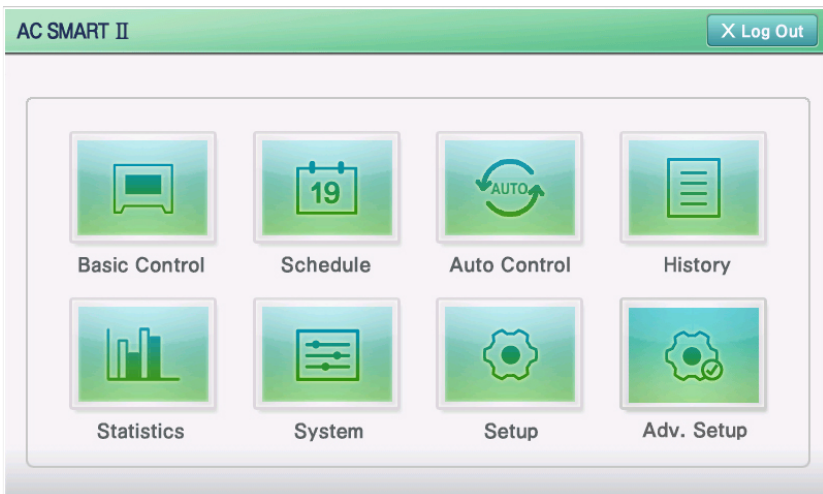 AC SMART Ⅱ
X Log Out
19
AUTO
Basic Control
Schedule
Auto Control
History
Statistics
System
Setup
Adv. Setup